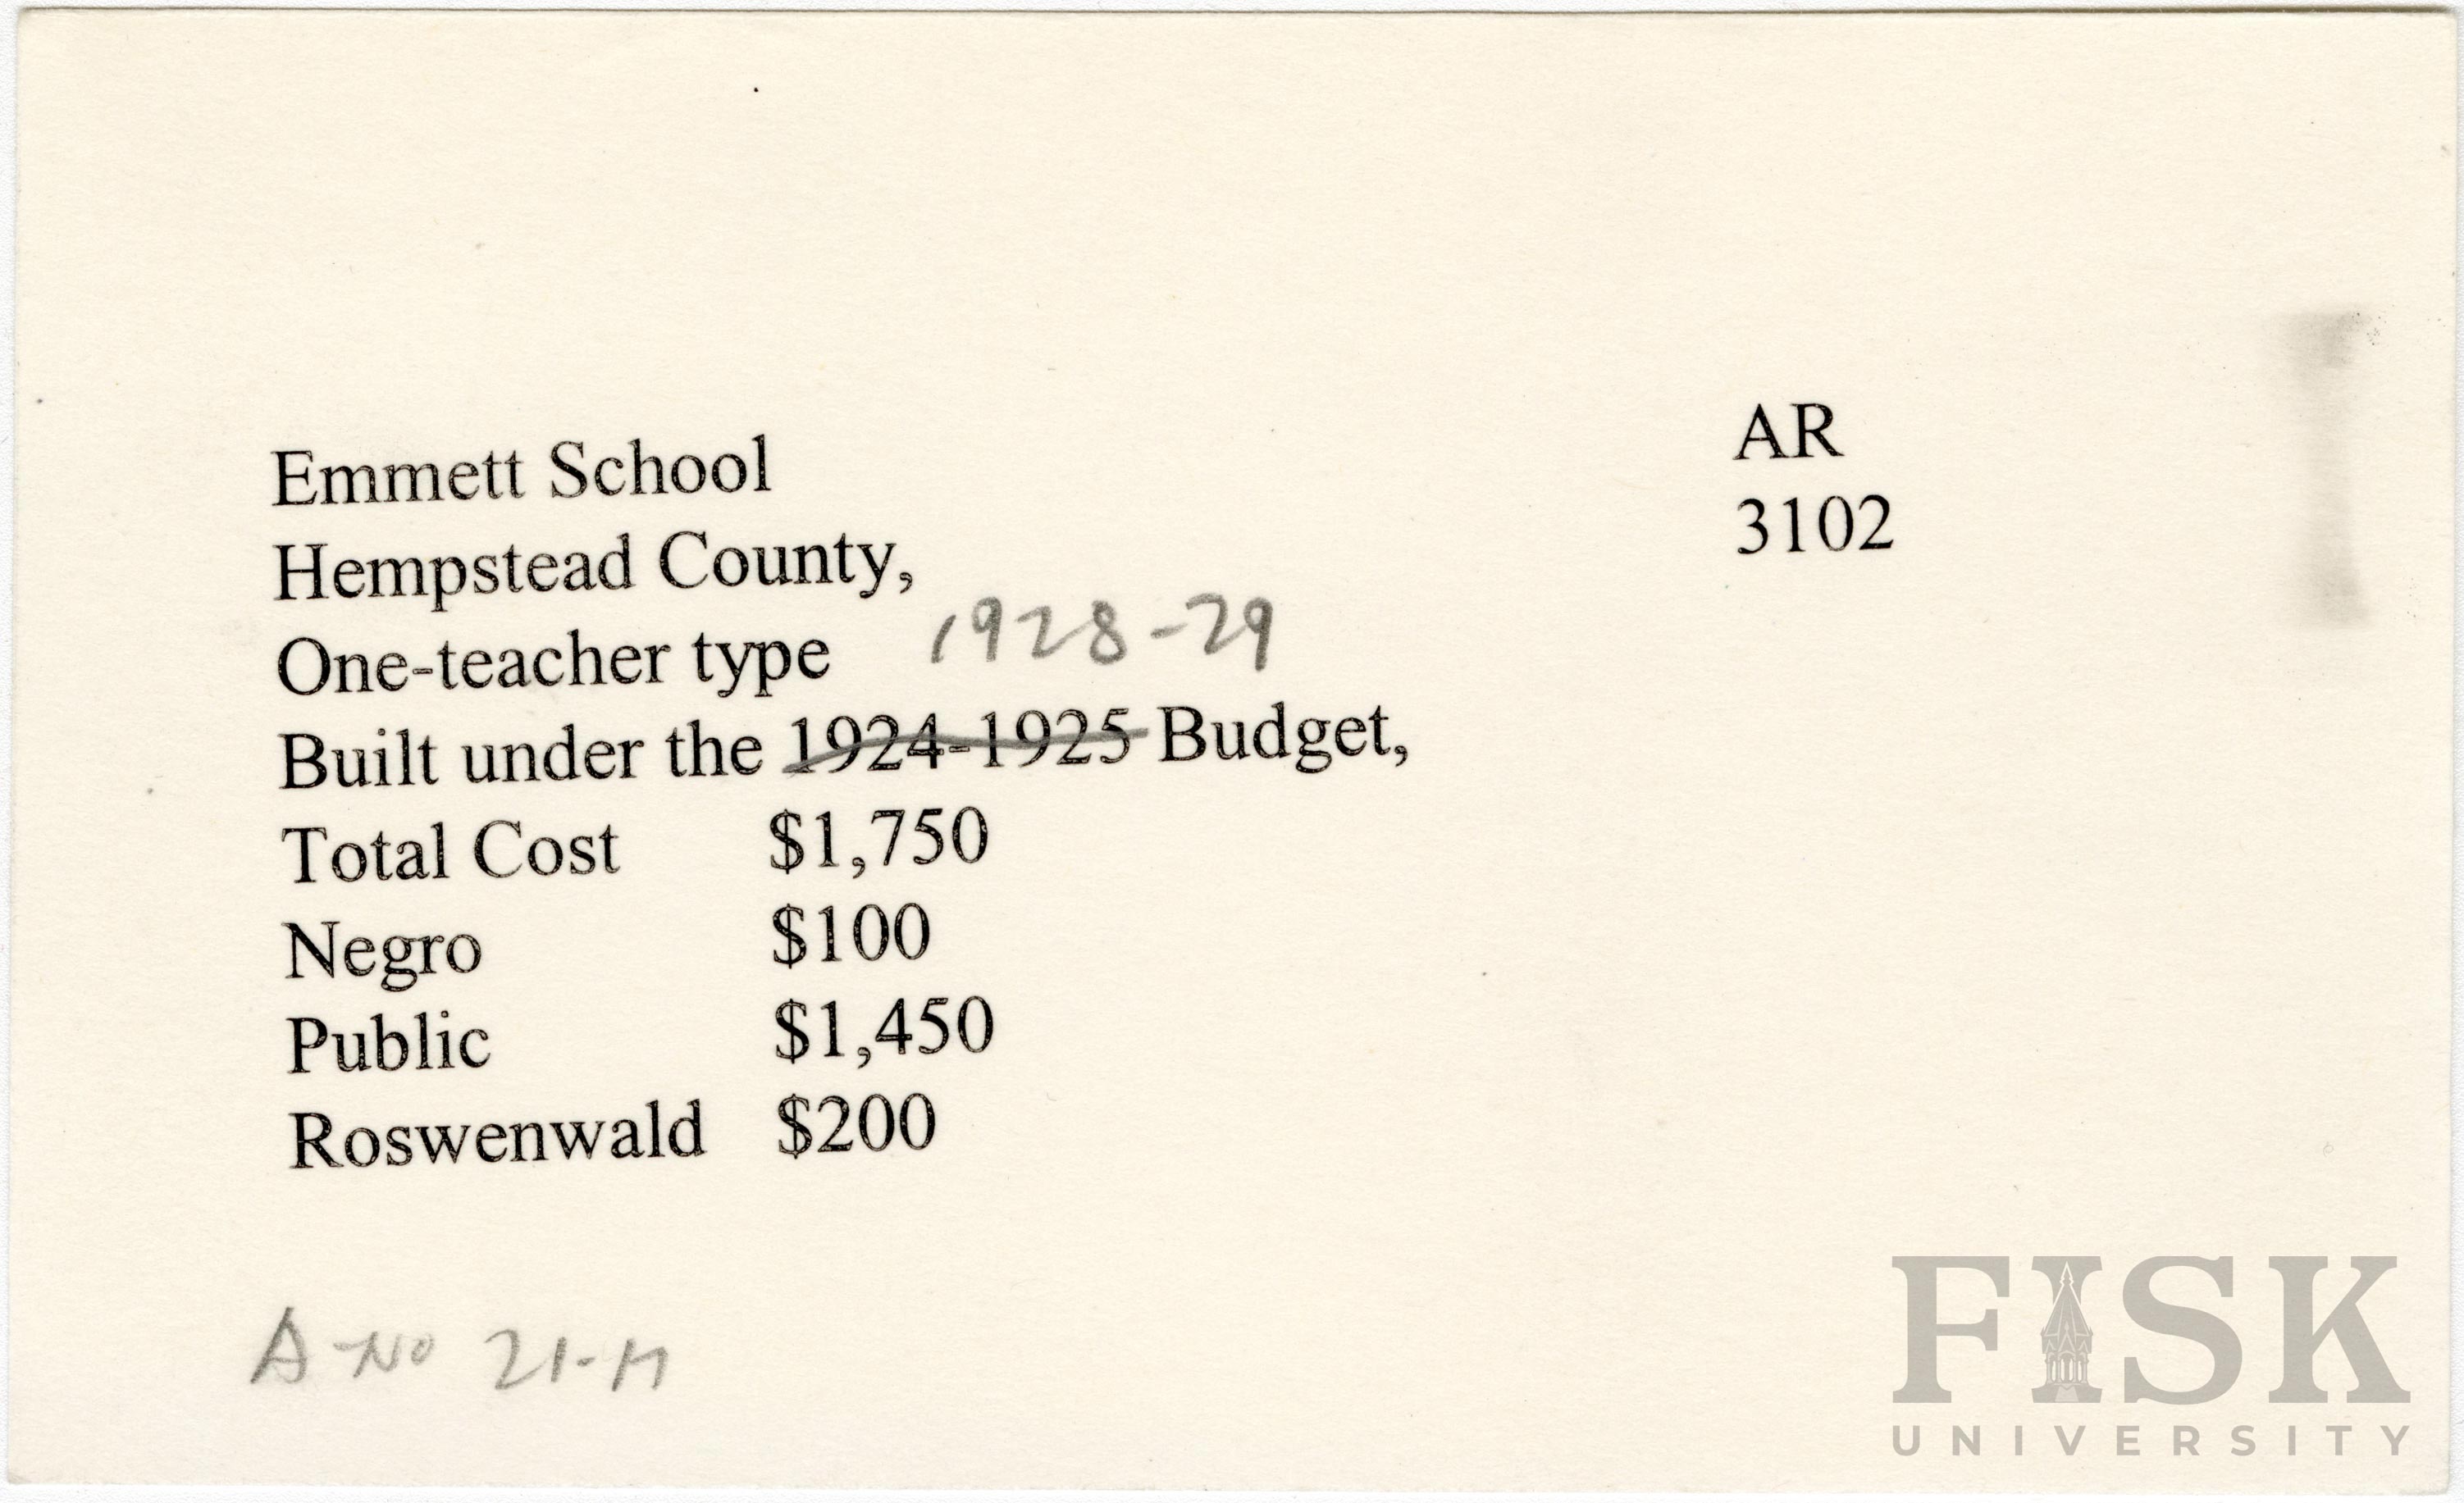 Emmett School
Hempstead County,
One-teacher type
1928-29
Built under the 1924-1925 Budget,
Total Cost $1,750
Negro $100
Public $1,450
Roswenwald $200
AR
3102
A-No 21-H
FISK
UNIVERSITY